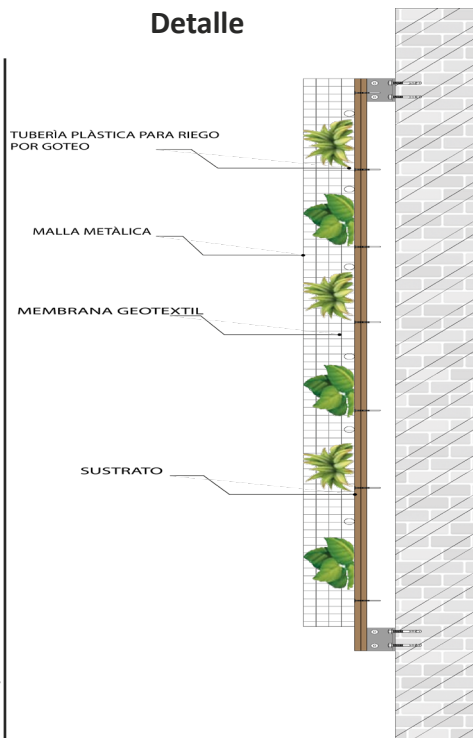 Detalle
TUBERÌA PLÀSTICA PARA RIEGO
POR GOTEO
MALLA METÀLICA
MEMBRANA GEOTEXTIL
SUSTRATO